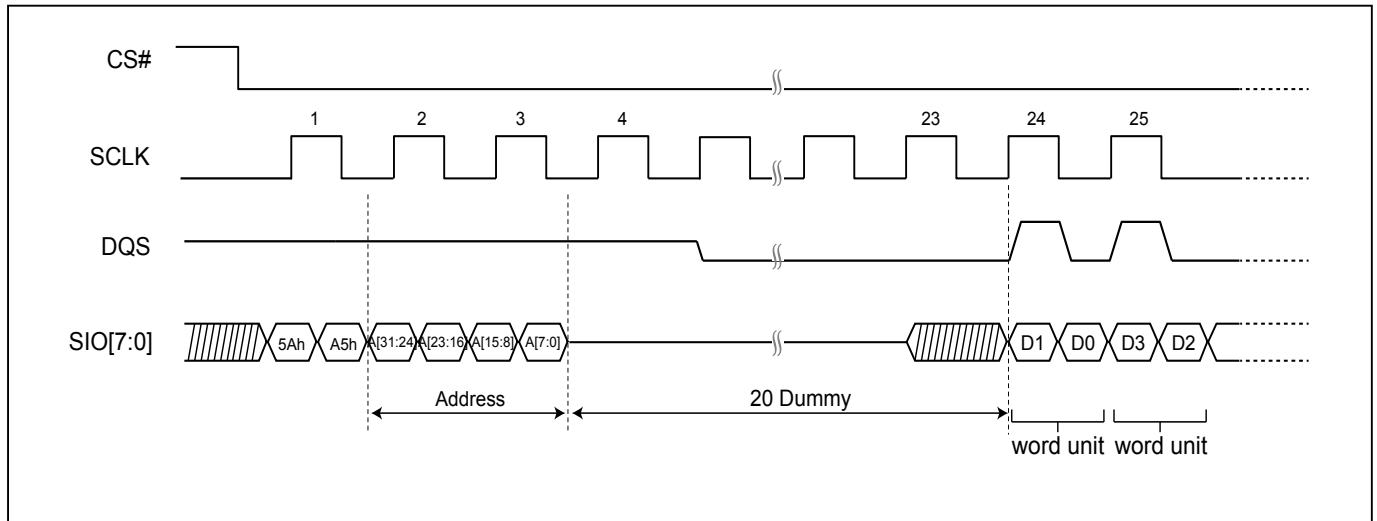 CS#
1 2 3 4 23 24 25
SCLK
DQS
SIO[7:0] 5Ah A5h A[31:24] A[23:16] A[15:8] A[7:0] D1 D0 D3 D2
Address 20 Dummy
word unit word unit